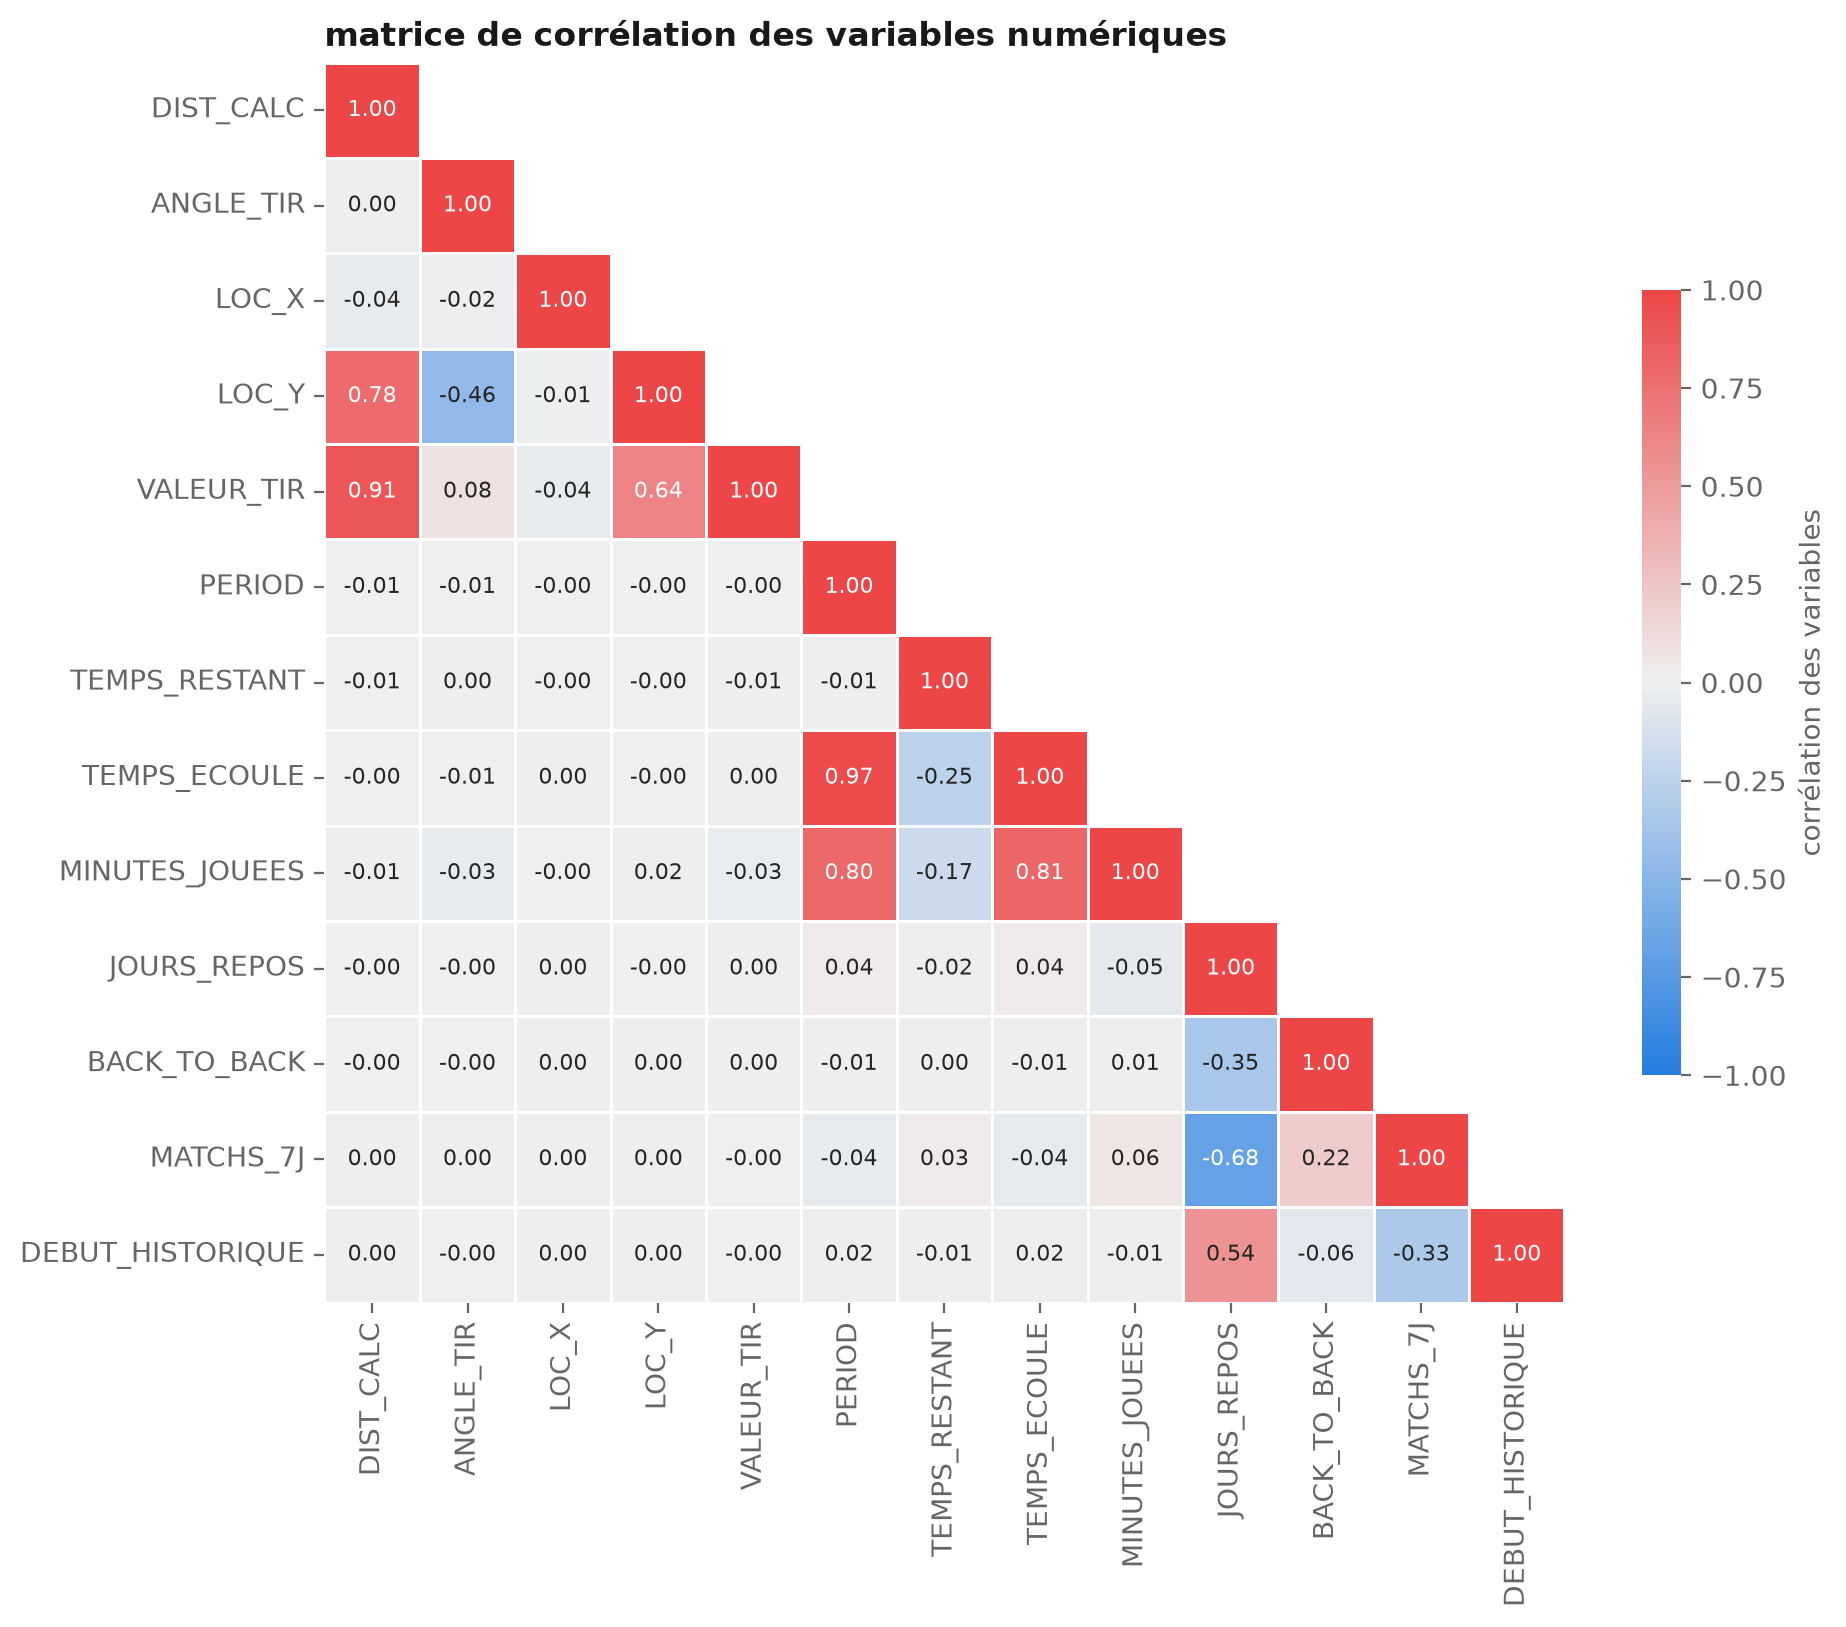 matrice de corrélation des variables numériques
DIST_CALC 1.00
ANGLE_TIR 0.00 1.00
LOC_X -0.04 -0.02 1.00
LOC_Y 0.78 -0.46 -0.01 1.00
VALEUR_TIR 0.91 0.08 -0.04 0.64 1.00
PERIOD -0.01 -0.01 -0.00 -0.00 -0.00 1.00
TEMPS_RESTANT -0.01 0.00 -0.00 -0.00 -0.01 -0.01 1.00
TEMPS_ECOULE -0.00 -0.01 0.00 -0.00 0.00 0.97 -0.25 1.00
MINUTES_JOUEES -0.01 -0.03 -0.00 0.02 -0.03 0.80 -0.17 0.81 1.00
JOURS_REPOS -0.00 -0.00 0.00 -0.00 0.00 0.04 -0.02 0.04 -0.05 1.00
BACK_TO_BACK -0.00 -0.00 0.00 0.00 0.00 -0.01 0.00 -0.01 0.01 -0.35 1.00
MATCHS_7J 0.00 0.00 0.00 0.00 -0.00 -0.04 0.03 -0.04 0.06 -0.68 0.22 1.00
DEBUT_HISTORIQUE 0.00 -0.00 0.00 0.00 -0.00 0.02 -0.01 0.02 -0.01 0.54 -0.06 -0.33 1.00
DIST_CALC
ANGLE_TIR
LOC_X
LOC_Y
VALEUR_TIR
PERIOD
TEMPS_RESTANT
TEMPS_ECOULE
MINUTES_JOUEES
JOURS_REPOS
BACK_TO_BACK
MATCHS_7J
DEBUT_HISTORIQUE
1.00
0.75
0.50
0.25
0.00
−0.25
−0.50
−0.75
−1.00
corrélation des variables